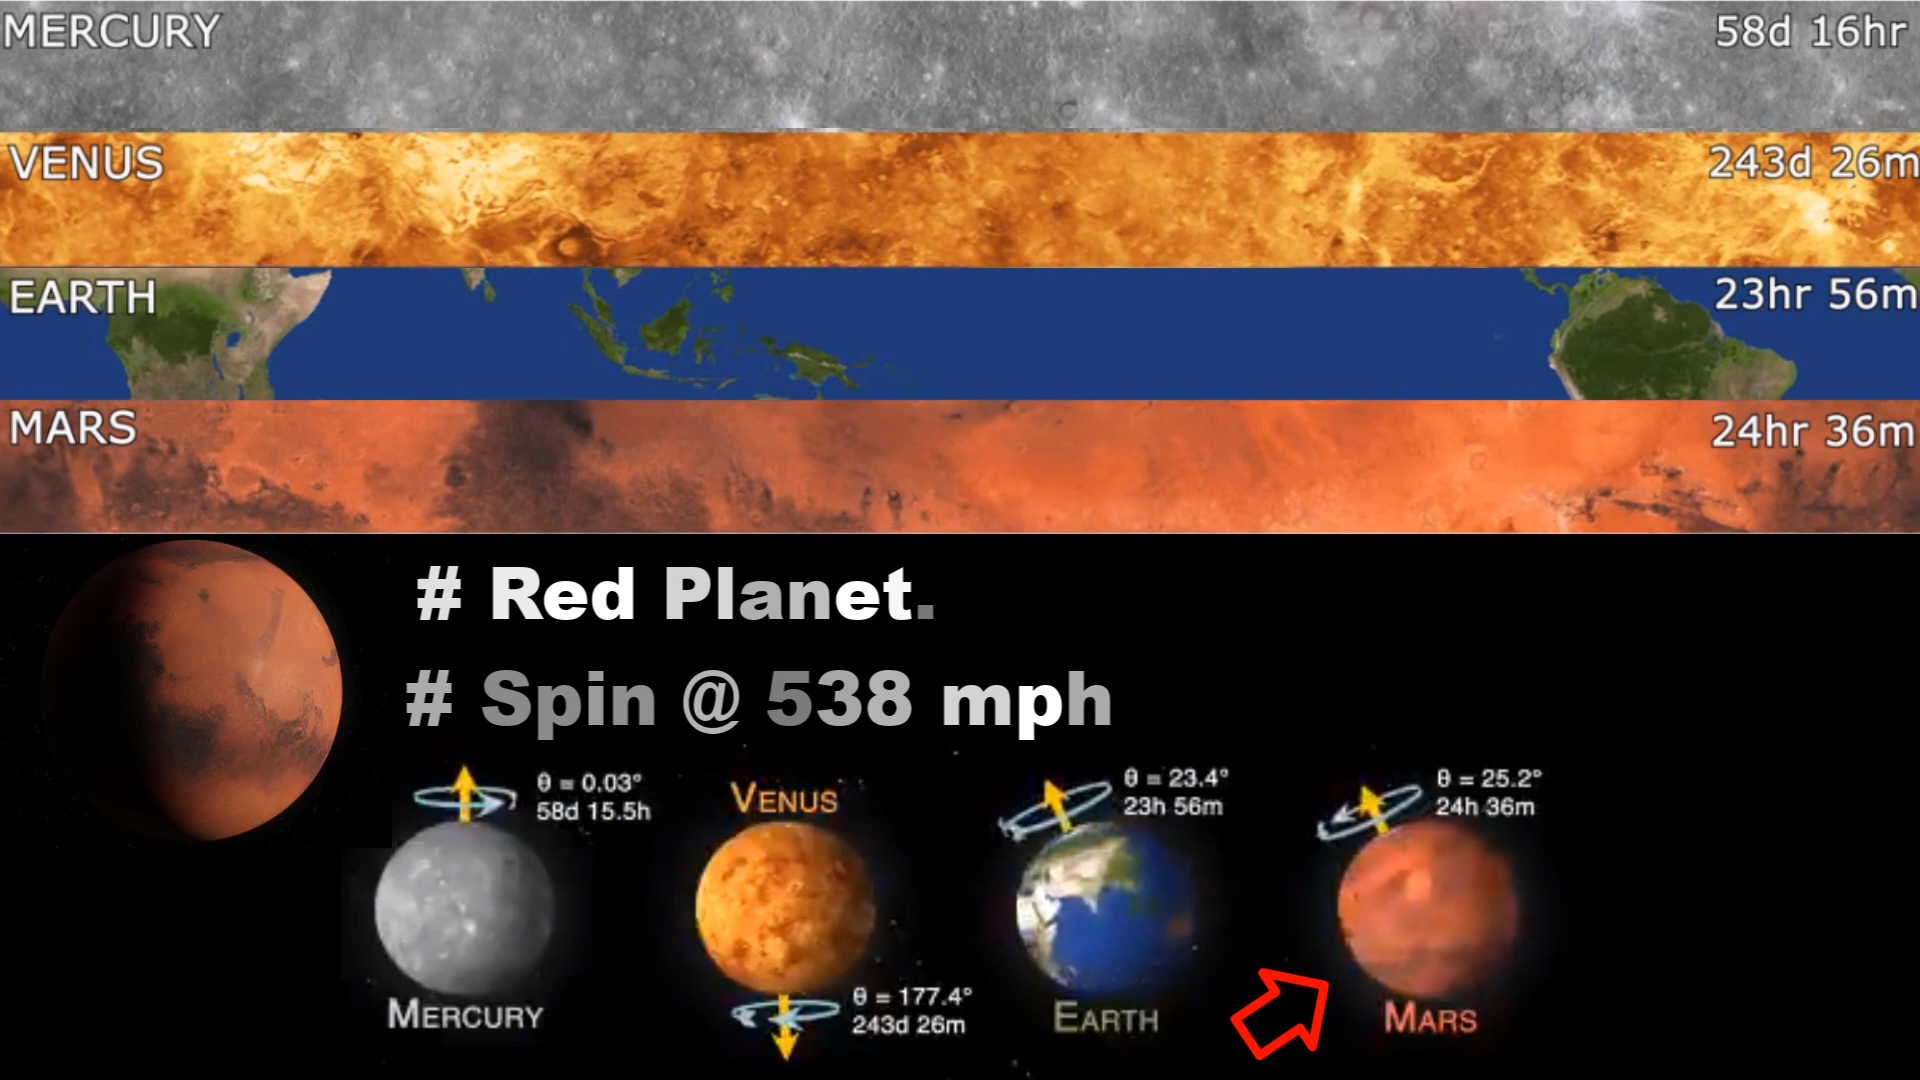 MERCURY 58d 16hr
VENUS 243d 26m
EARTH 23hr 56m
MARS 24hr 36m
# Red Planet.
# Spin @ 538 mph
θ = 0.03°
58d 15.5h
MERCURY
VENUS
θ = 177.4°
243d 26m
θ = 23.4°
23h 56m
EARTH
θ = 25.2°
24h 36m
MARS